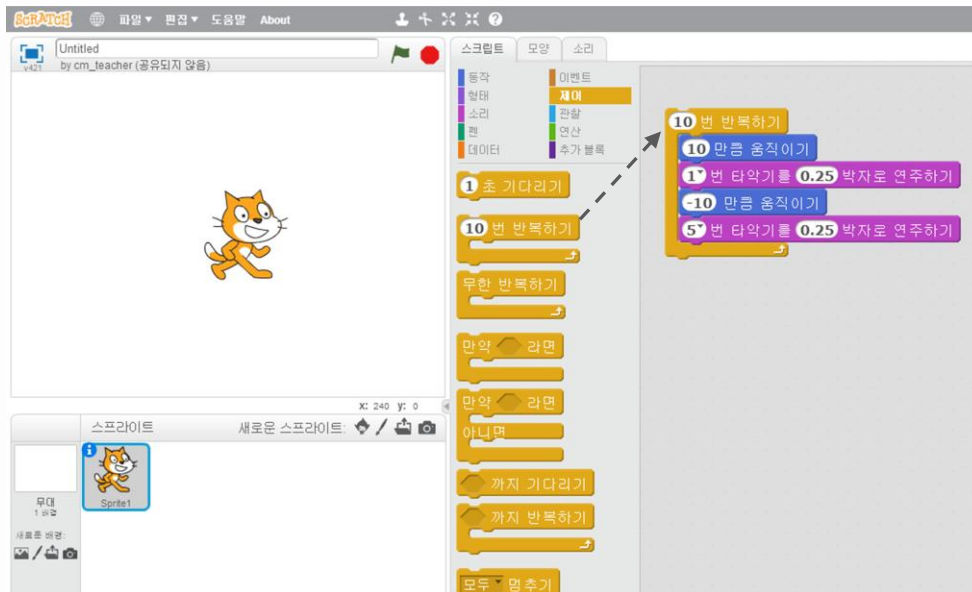 SCRATCH 파일▼ 편집▼ 도움말 About
Untitled
v421 by cm_teacher (공유되지 않음)
X: 240 y: 0
스프라이트 새로운 스프라이트:
무대
1 배경
Sprite1
새로운 배경:
스크립트 모양 소리
동작 이벤트
형태 제어
소리 관찰
펜 연산
데이터 추가 블록
1 초 기다리기
10 번 반복하기
무한 반복하기
만약 라면
만약 라면
아니면
까지 기다리기
까지 반복하기
모두 멈추기
10 번 반복하기
10 만큼 움직이기
1 번 타악기를 0.25 박자로 연주하기
-10 만큼 움직이기
5 번 타악기를 0.25 박자로 연주하기